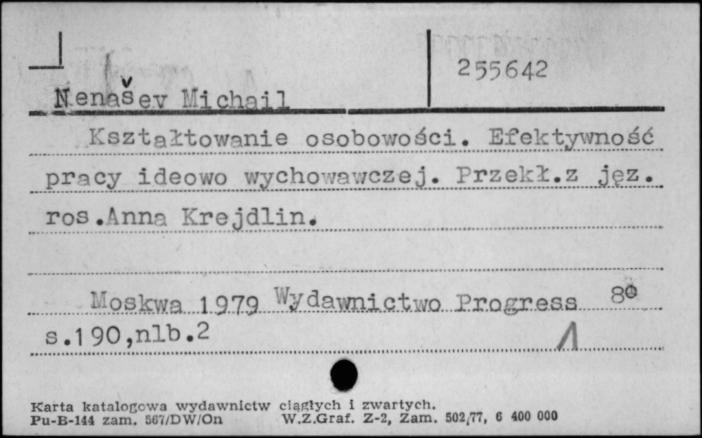 255642
Nenašev Michail
Kształtowanie osobowości. Efektywność
pracy ideowo wychowawczej. Przekł.z jęz.
ros.Anna Krejdlin.
Moskwa 1979 Wydawnictwo Progress 8°
s.190,nlb.2
Karta katalogowa wydawnictw ciągłych i zwartych.
Pu-B-144 zam. 567/DW/On W.Z.Graf. Z-2, Zam. 502/77, 6 400 000